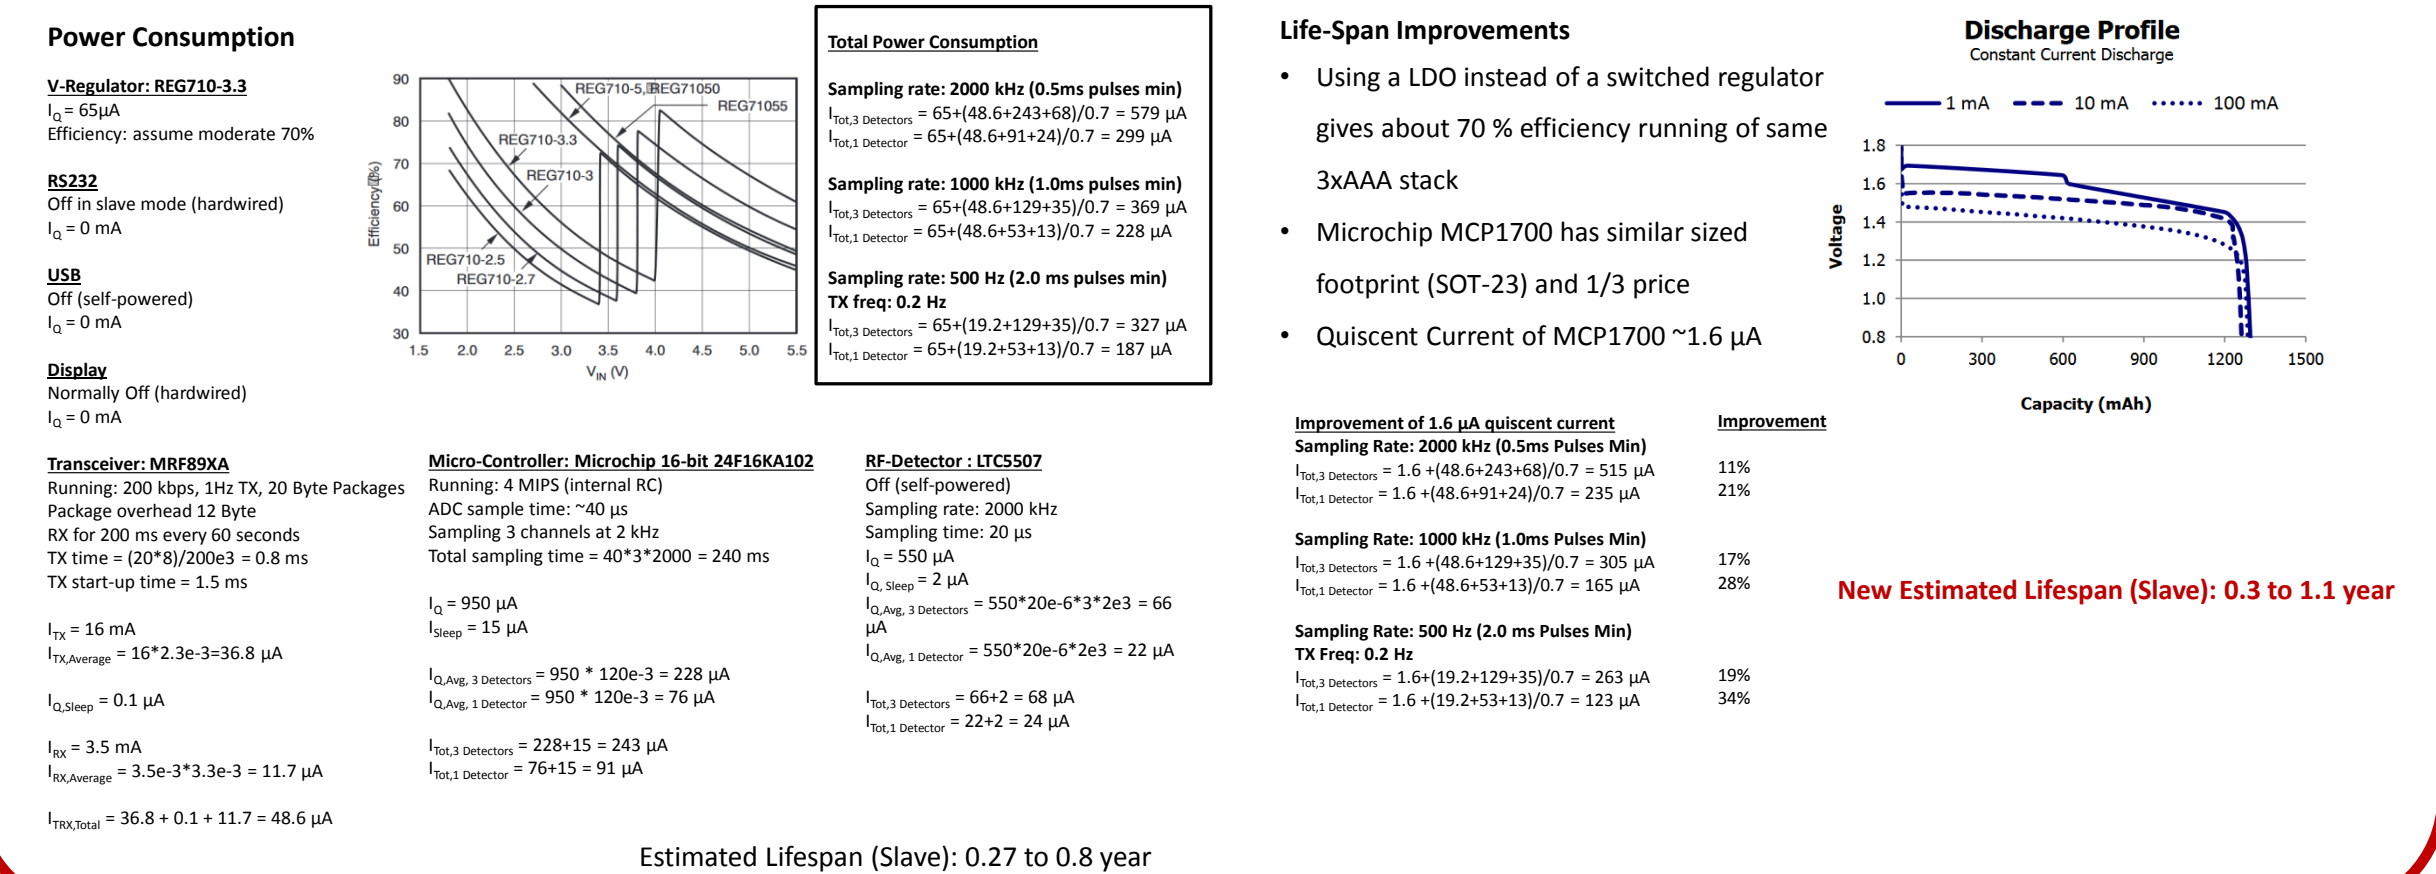 Power Consumption
V-Regulator: REG710-3.3
IQ = 65µA
Efficiency: assume moderate 70%
RS232
Off in slave mode (hardwired)
IQ = 0 mA
USB
Off (self-powered)
IQ = 0 mA
Display
Normally Off (hardwired)
IQ = 0 mA
Transceiver: MRF89XA
Running: 200 kbps, 1Hz TX, 20 Byte Packages
Package overhead 12 Byte
RX for 200 ms every 60 seconds
TX time = (20*8)/200e3 = 0.8 ms
TX start-up time = 1.5 ms
ITX = 16 mA
ITX,Average = 16*2.3e-3=36.8 µA
IQ,Sleep = 0.1 µA
IRX = 3.5 mA
IRX,Average = 3.5e-3*3.3e-3 = 11.7 µA
ITRX,Total = 36.8 + 0.1 + 11.7 = 48.6 µA
90
80
70
60
50
40
30
Efficiency (%)
REG710-5, REG71050
REG71055
REG710-3.3
REG710-3
REG710-2.5
REG710-2.7
1.5 2.0 2.5 3.0 3.5 4.0 4.5 5.0 5.5
VIN (V)
Micro-Controller: Microchip 16-bit 24F16KA102
Running: 4 MIPS (internal RC)
ADC sample time: ~40 µs
Sampling 3 channels at 2 kHz
Total sampling time = 40*3*2000 = 240 ms
IQ = 950 µA
ISleep = 15 µA
IQ,Avg, 3 Detectors = 950 * 120e-3 = 228 µA
IQ,Avg, 1 Detector = 950 * 120e-3 = 76 µA
ITot,3 Detectors = 228+15 = 243 µA
ITot,1 Detector = 76+15 = 91 µA
Total Power Consumption
Sampling rate: 2000 kHz (0.5ms pulses min)
ITot,3 Detectors = 65+(48.6+243+68)/0.7 = 579 µA
ITot,1 Detector = 65+(48.6+91+24)/0.7 = 299 µA
Sampling rate: 1000 kHz (1.0ms pulses min)
ITot,3 Detectors = 65+(48.6+129+35)/0.7 = 369 µA
ITot,1 Detector = 65+(48.6+53+13)/0.7 = 228 µA
Sampling rate: 500 Hz (2.0 ms pulses min)
TX freq: 0.2 Hz
ITot,3 Detectors = 65+(19.2+129+35)/0.7 = 327 µA
ITot,1 Detector = 65+(19.2+53+13)/0.7 = 187 µA
RF-Detector : LTC5507
Off (self-powered)
Sampling rate: 2000 kHz
Sampling time: 20 µs
IQ = 550 µA
IQ, Sleep = 2 µA
IQ,Avg, 3 Detectors = 550*20e-6*3*2e3 = 66
µA
IQ,Avg, 1 Detector = 550*20e-6*2e3 = 22 µA
ITot,3 Detectors = 66+2 = 68 µA
ITot,1 Detector = 22+2 = 24 µA
Estimated Lifespan (Slave): 0.27 to 0.8 year
Life-Span Improvements
• Using a LDO instead of a switched regulator
gives about 70 % efficiency running of same
3xAAA stack
• Microchip MCP1700 has similar sized
footprint (SOT-23) and 1/3 price
• Quiscent Current of MCP1700 ~1.6 µA
Discharge Profile
Constant Current Discharge
1 mA 10 mA 100 mA
1.8
1.6
1.4
1.2
1.0
0.8
Voltage
0 300 600 900 1200 1500
Capacity (mAh)
Improvement of 1.6 µA quiscent current Improvement
Sampling Rate: 2000 kHz (0.5ms Pulses Min)
ITot,3 Detectors = 1.6 +(48.6+243+68)/0.7 = 515 µA 11%
ITot,1 Detector = 1.6 +(48.6+91+24)/0.7 = 235 µA 21%
Sampling Rate: 1000 kHz (1.0ms Pulses Min)
ITot,3 Detectors = 1.6 +(48.6+129+35)/0.7 = 305 µA 17%
ITot,1 Detector = 1.6 +(48.6+53+13)/0.7 = 165 µA 28%
Sampling Rate: 500 Hz (2.0 ms Pulses Min)
TX Freq: 0.2 Hz
ITot,3 Detectors = 1.6+(19.2+129+35)/0.7 = 263 µA 19%
ITot,1 Detector = 1.6 +(19.2+53+13)/0.7 = 123 µA 34%
New Estimated Lifespan (Slave): 0.3 to 1.1 year